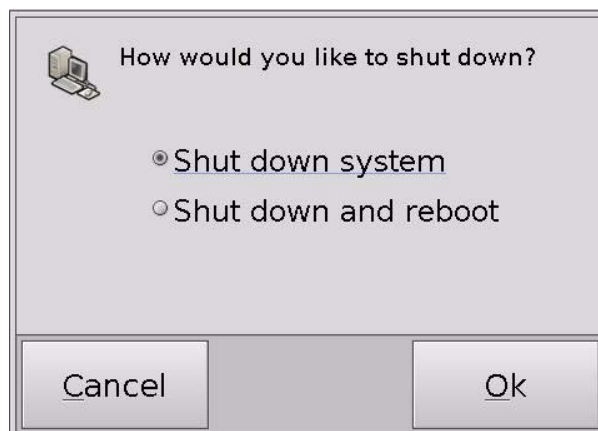 How would you like to shut down?
Shut down system
Shut down and reboot
Cancel
Ok